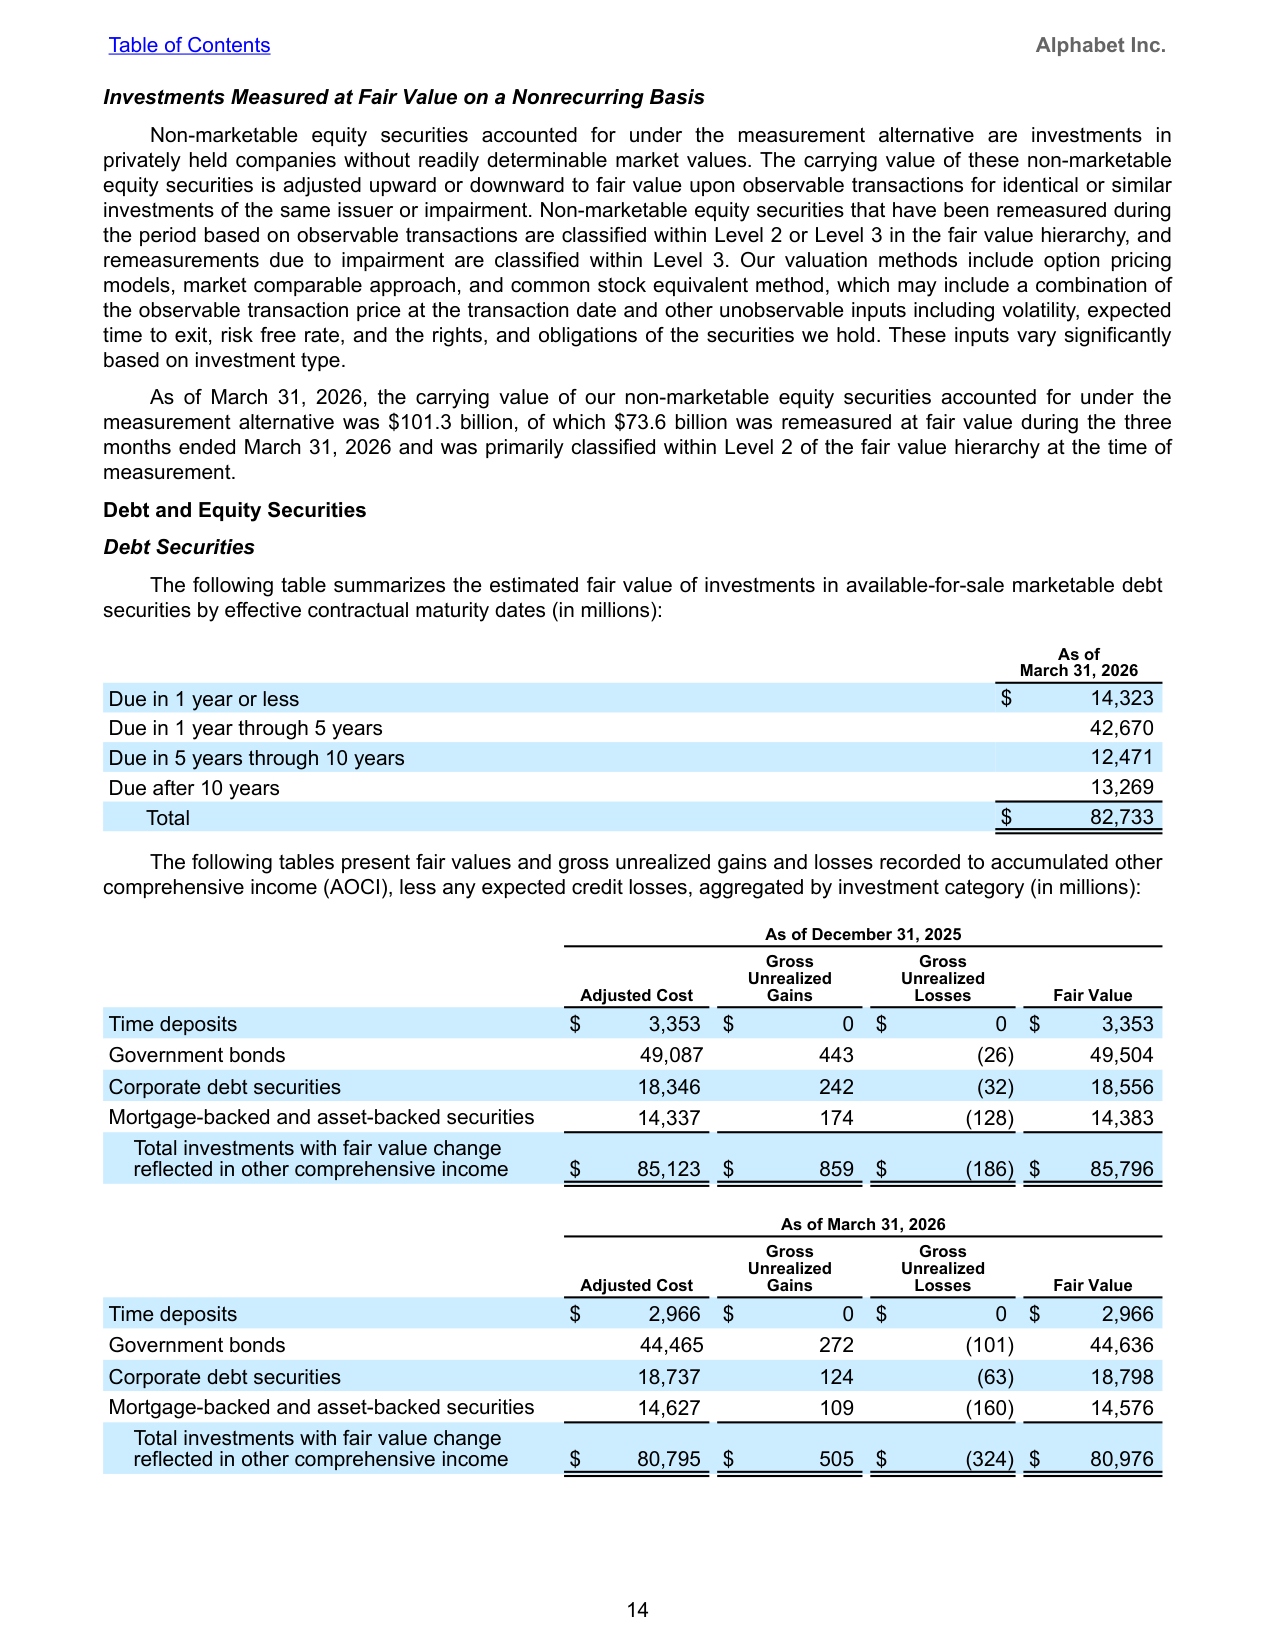 Table of Contents Alphabet Inc.
Investments Measured at Fair Value on a Nonrecurring Basis
Non-marketable equity securities accounted for under the measurement alternative are investments in
privately held companies without readily determinable market values. The carrying value of these non-marketable
equity securities is adjusted upward or downward to fair value upon observable transactions for identical or similar
investments of the same issuer or impairment. Non-marketable equity securities that have been remeasured during
the period based on observable transactions are classified within Level 2 or Level 3 in the fair value hierarchy, and
remeasurements due to impairment are classified within Level 3. Our valuation methods include option pricing
models, market comparable approach, and common stock equivalent method, which may include a combination of
the observable transaction price at the transaction date and other unobservable inputs including volatility, expected
time to exit, risk free rate, and the rights, and obligations of the securities we hold. These inputs vary significantly
based on investment type.
As of March 31, 2026, the carrying value of our non-marketable equity securities accounted for under the
measurement alternative was $101.3 billion, of which $73.6 billion was remeasured at fair value during the three
months ended March 31, 2026 and was primarily classified within Level 2 of the fair value hierarchy at the time of
measurement.
Debt and Equity Securities
Debt Securities
The following table summarizes the estimated fair value of investments in available-for-sale marketable debt
securities by effective contractual maturity dates (in millions):
As of
March 31, 2026
Due in 1 year or less $ 14,323
Due in 1 year through 5 years 42,670
Due in 5 years through 10 years 12,471
Due after 10 years 13,269
Total $ 82,733
The following tables present fair values and gross unrealized gains and losses recorded to accumulated other
comprehensive income (AOCI), less any expected credit losses, aggregated by investment category (in millions):
As of December 31, 2025
Gross Gross
Unrealized Unrealized
Adjusted Cost Gains Losses Fair Value
Time deposits $ 3,353 $ 0 $ 0 $ 3,353
Government bonds 49,087 443 (26) 49,504
Corporate debt securities 18,346 242 (32) 18,556
Mortgage-backed and asset-backed securities 14,337 174 (128) 14,383
Total investments with fair value change
reflected in other comprehensive income $ 85,123 $ 859 $ (186) $ 85,796
As of March 31, 2026
Gross Gross
Unrealized Unrealized
Adjusted Cost Gains Losses Fair Value
Time deposits $ 2,966 $ 0 $ 0 $ 2,966
Government bonds 44,465 272 (101) 44,636
Corporate debt securities 18,737 124 (63) 18,798
Mortgage-backed and asset-backed securities 14,627 109 (160) 14,576
Total investments with fair value change
reflected in other comprehensive income $ 80,795 $ 505 $ (324) $ 80,976
14